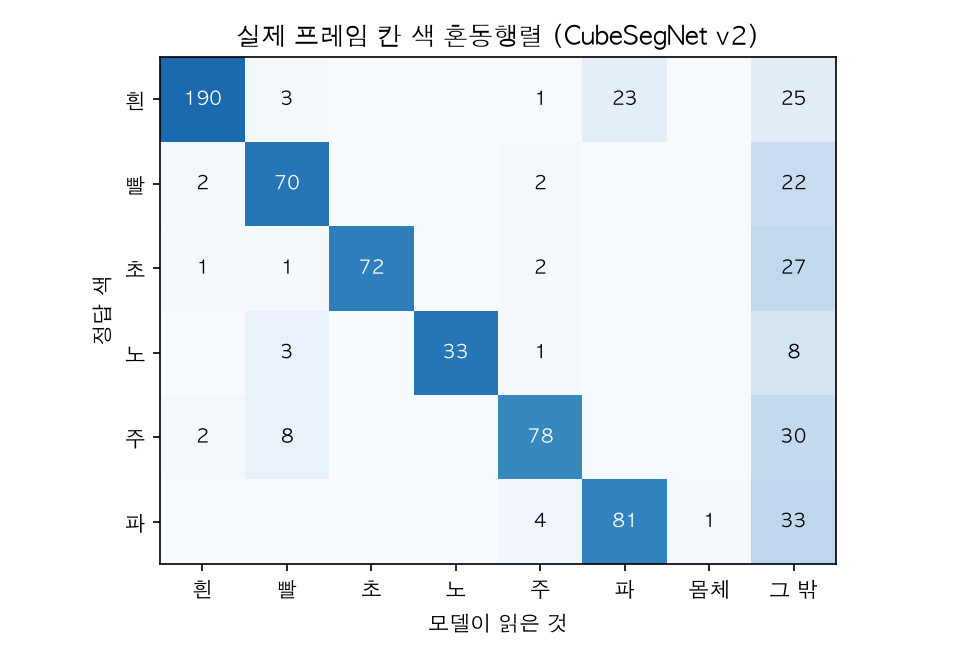 실제 프레임 칸 색 혼동행렬 (CubeSegNet v2)
흰 190 3 1 23 25
빨 2 70 2 22
초 1 1 72 2 27
노 3 33 1 8
주 2 8 78 30
파 4 81 1 33
정답 색
흰 빨 초 노 주 파 몸체 그 밖
모델이 읽은 것